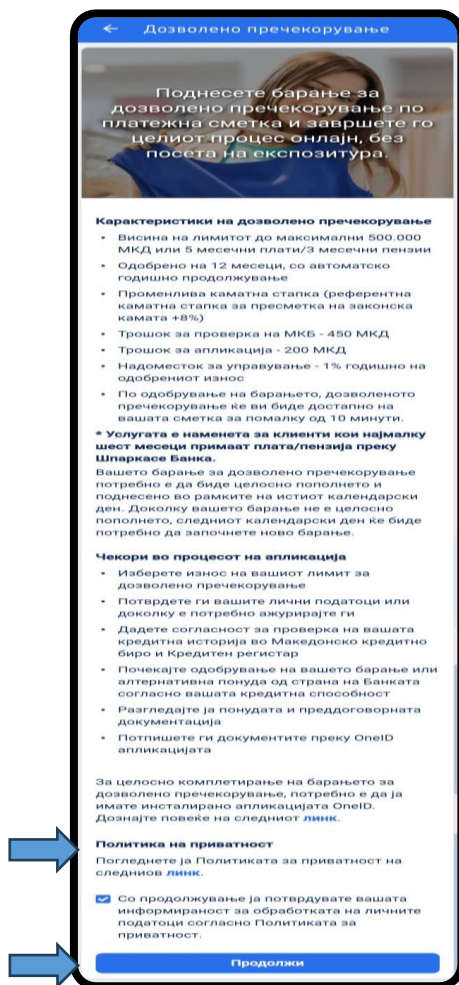 Дозволено пречекорување
Поднесете барање за
дозволено пречекорување по
платежна сметка и завршете го
целиот процес онлајн, без
посета на експозитура.
Карактеристики на дозволено пречекорување
• Висина на лимитот до максимални 500.000
МКД или 5 месечни плати/3 месечни пензии
• Одобрено на 12 месеци, со автоматско
годишно продолжување
• Променлива каматна стапка (референтна
каматна стапка за пресметка на законска
камата +8%)
• Трошок за проверка на МКБ - 450 МКД
• Трошок за апликација - 200 МКД
• Надоместок за управување - 1% годишно на
одобрениот износ
• По одобрување на барањето, дозволеното
пречекорување ќе ви биде достапно на
вашата сметка за помалку од 10 минути.
* Услугата е наменета за клиенти кои најмалку
шест месеци примаат плата/пензија преку
Шпаркасе Банка.
Вашето барање за дозволено пречекорување
потребно е да биде целосно пополнето и
поднесено во рамките на истиот календарски
ден. Доколку вашето барање не е целосно
пополнето, следниот календарски ден ќе биде
потребно да започнете ново барање.
Чекори во процесот на апликација
• Изберете износ на вашиот лимит за
дозволено пречекорување
• Потврдете ги вашите лични податоци или
доколку е потребно ажурирајте ги
• Дадете согласност за проверка на вашата
кредитна историја во Македонско кредитно
биро и Кредитен регистар
• Почекајте одобрување на вашето барање или
алтернативна понуда од страна на Банката
согласно вашата кредитна способност
• Разгледајте ја понудата и преддоговорната
документација
• Потпишете ги документите преку OneID
апликацијата
За целосно комплетирање на барањето за
дозволено пречекорување, потребно е да ја
имате инсталирано апликацијата OneID.
Дознајте повеќе на следниот линк.
Политика на приватност
Погледнете ја Политиката за приватност на
следниов линк.
Со продолжување ја потврдувате вашата
информираност за обработката на личните
податоци согласно Политиката за
приватност.
Продолжи